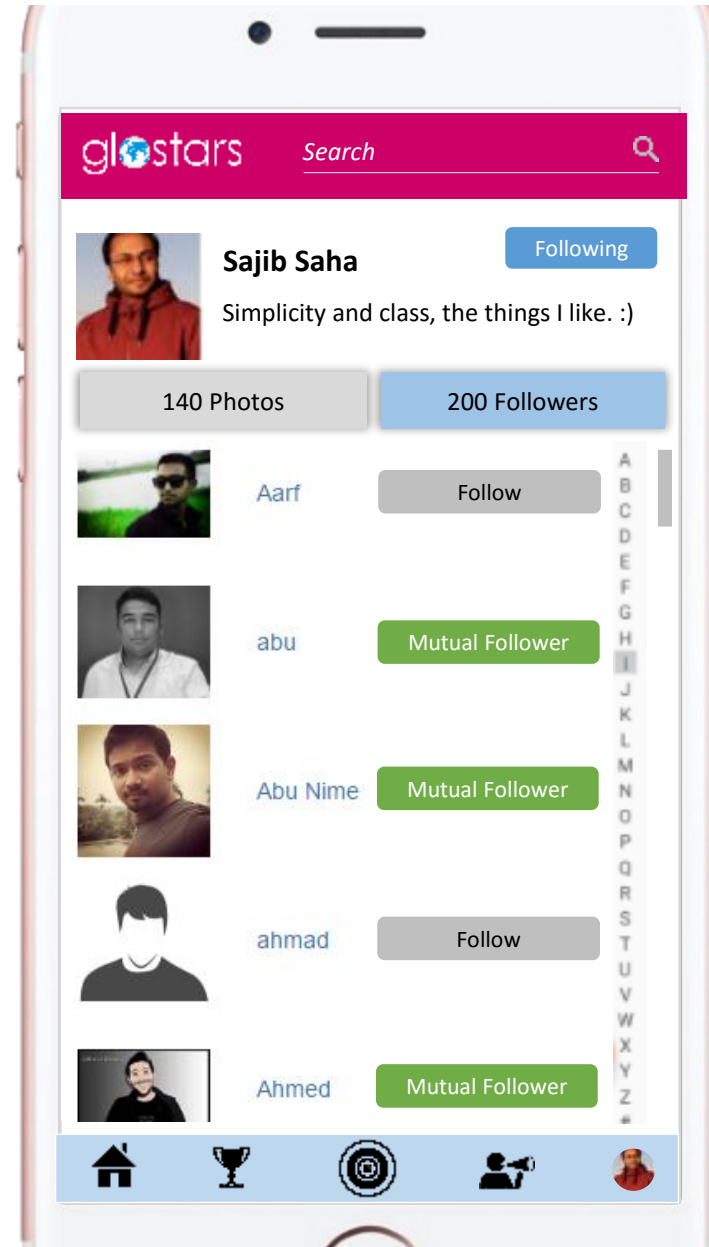 glostars Search
Sajib Saha Following
Simplicity and class, the things I like. :)
140 Photos 200 Followers
Aarf Follow
abu Mutual Follower
Abu Nime Mutual Follower
ahmad Follow
Ahmed Mutual Follower
A
B
C
D
E
F
G
H
I
J
K
L
M
N
O
P
Q
R
S
T
U
V
W
X
Y
Z
#